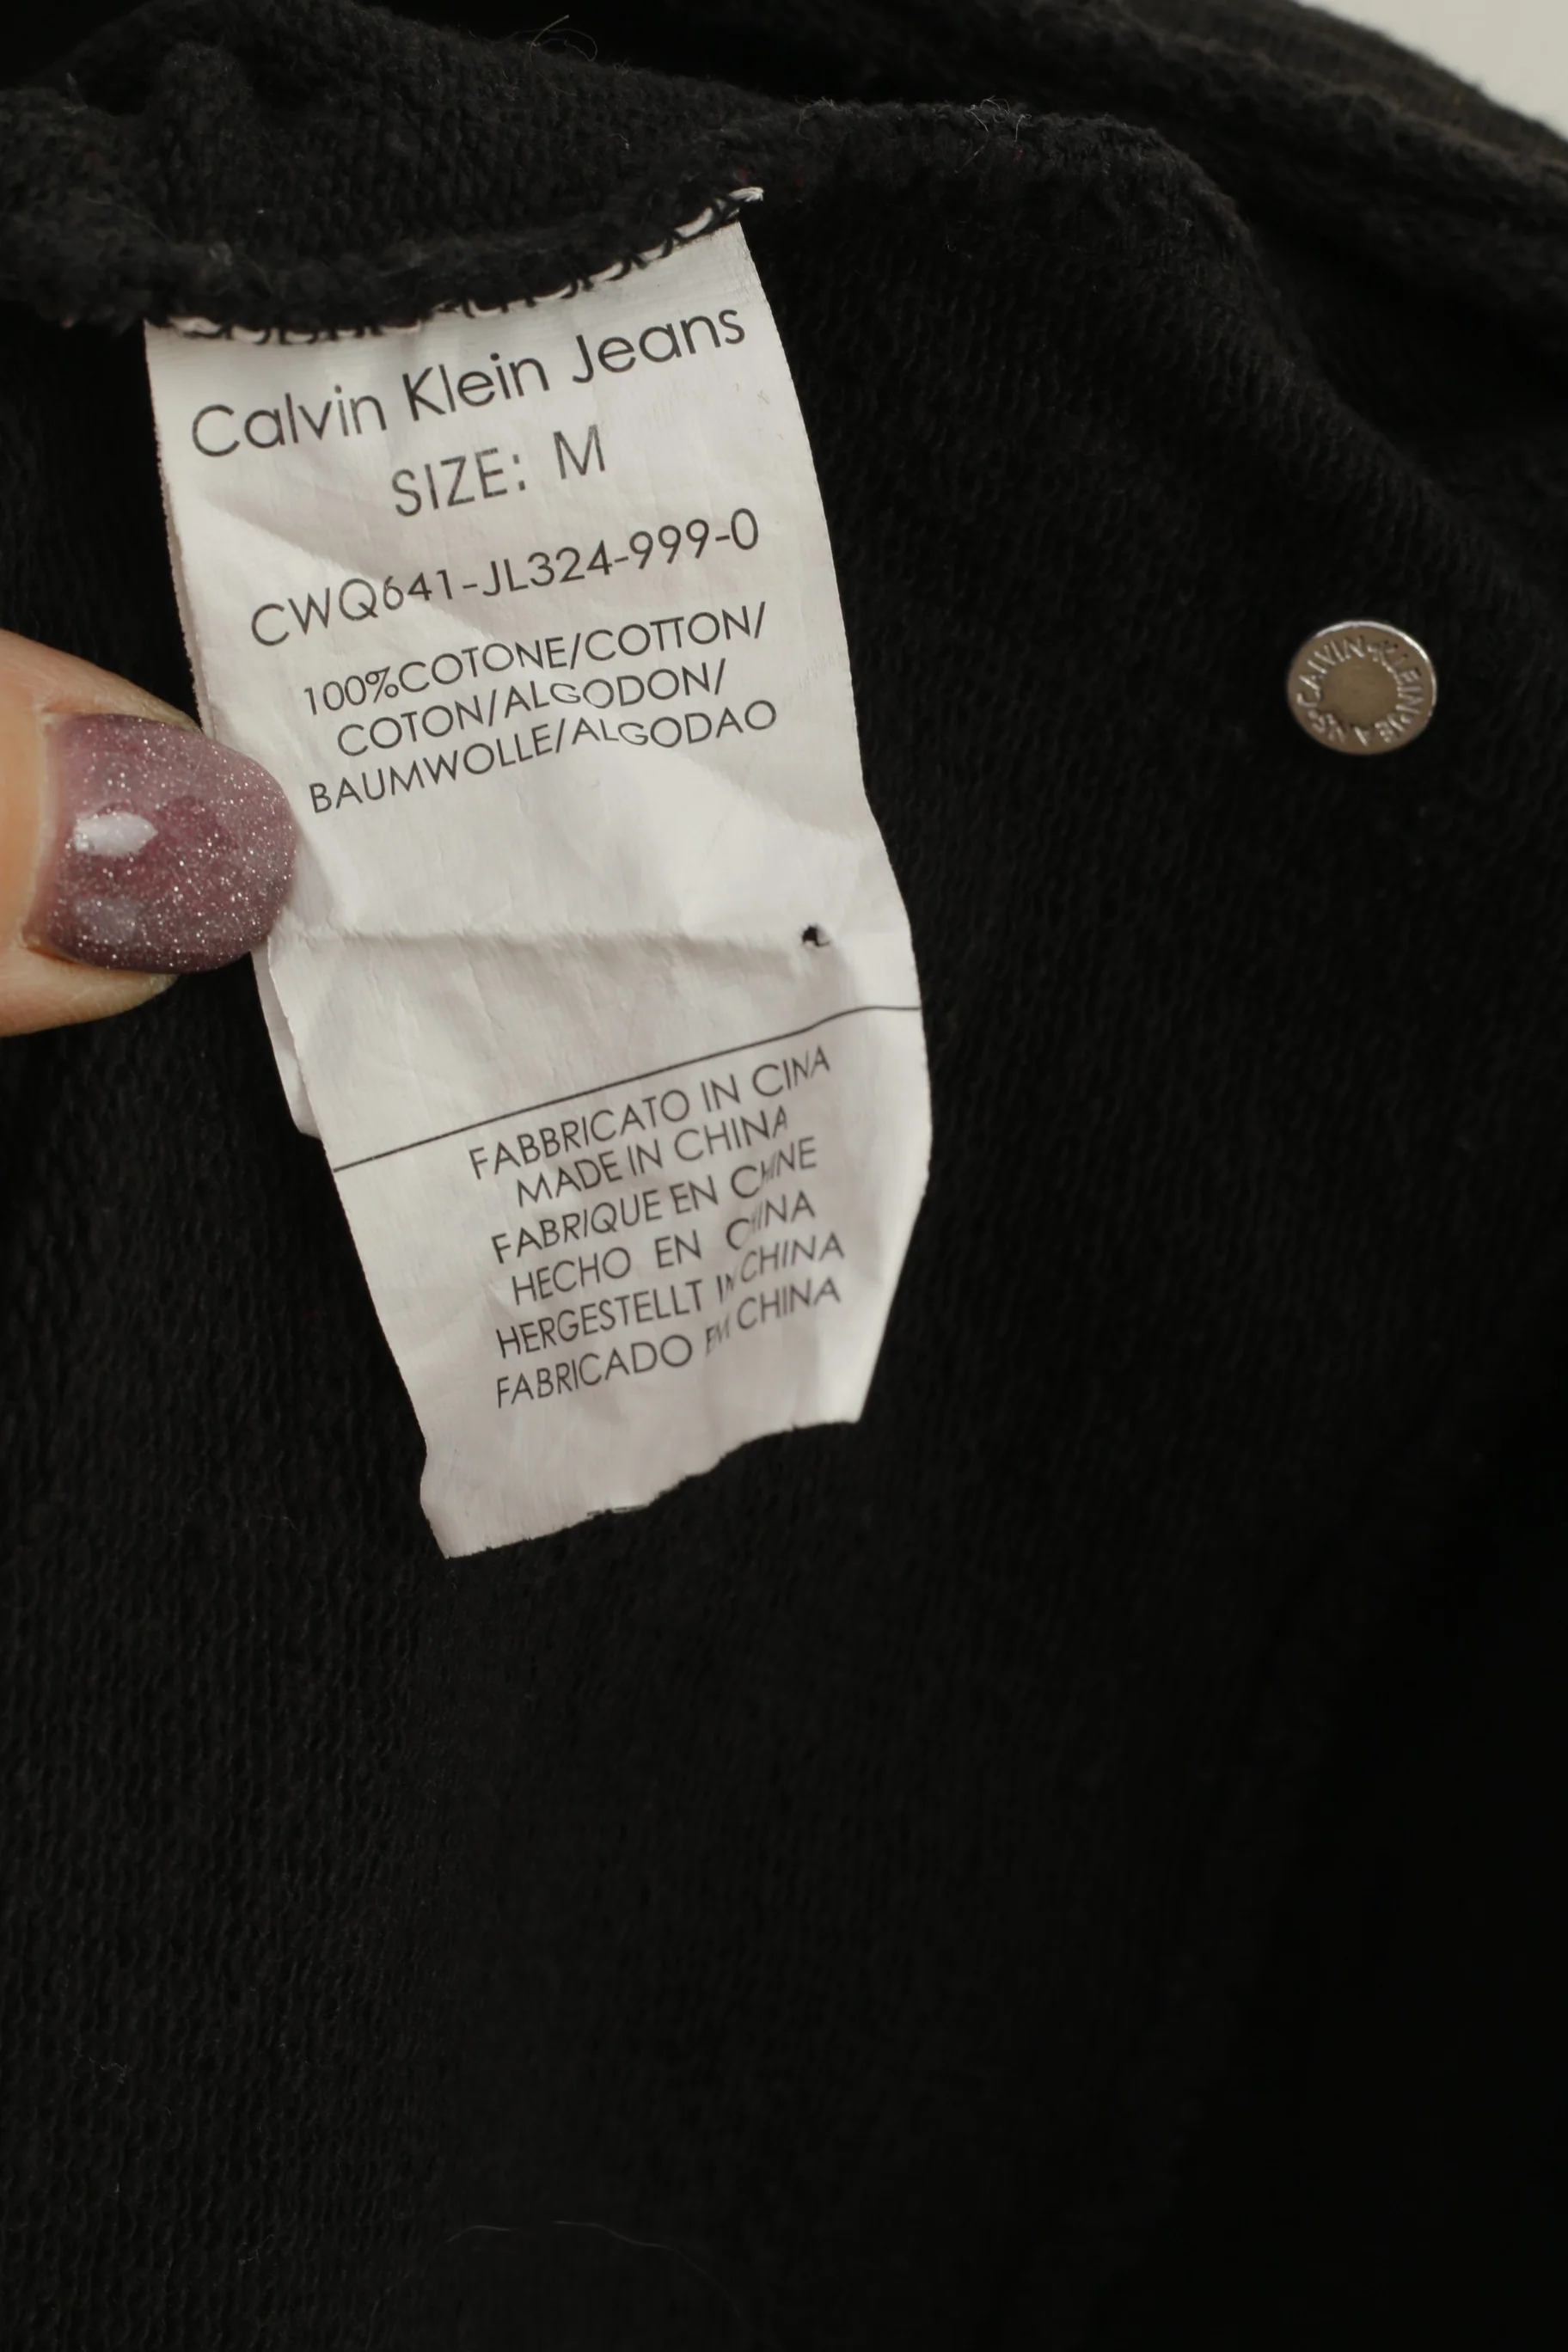 Calvin Klein Jeans
SIZE: M
CWQ641-JL324-999-0
100%COTONE/COTTON/
COTON/ALGODON/
BAUMWOLLE/ALGODAO
FABBRICATO IN CINA
MADE IN CHINA
FABRIQUE EN CHINE
HECHO EN CHINA
HERGESTELLT IN CHINA
FABRICADO EM CHINA
CALVIN KLEIN JEANS